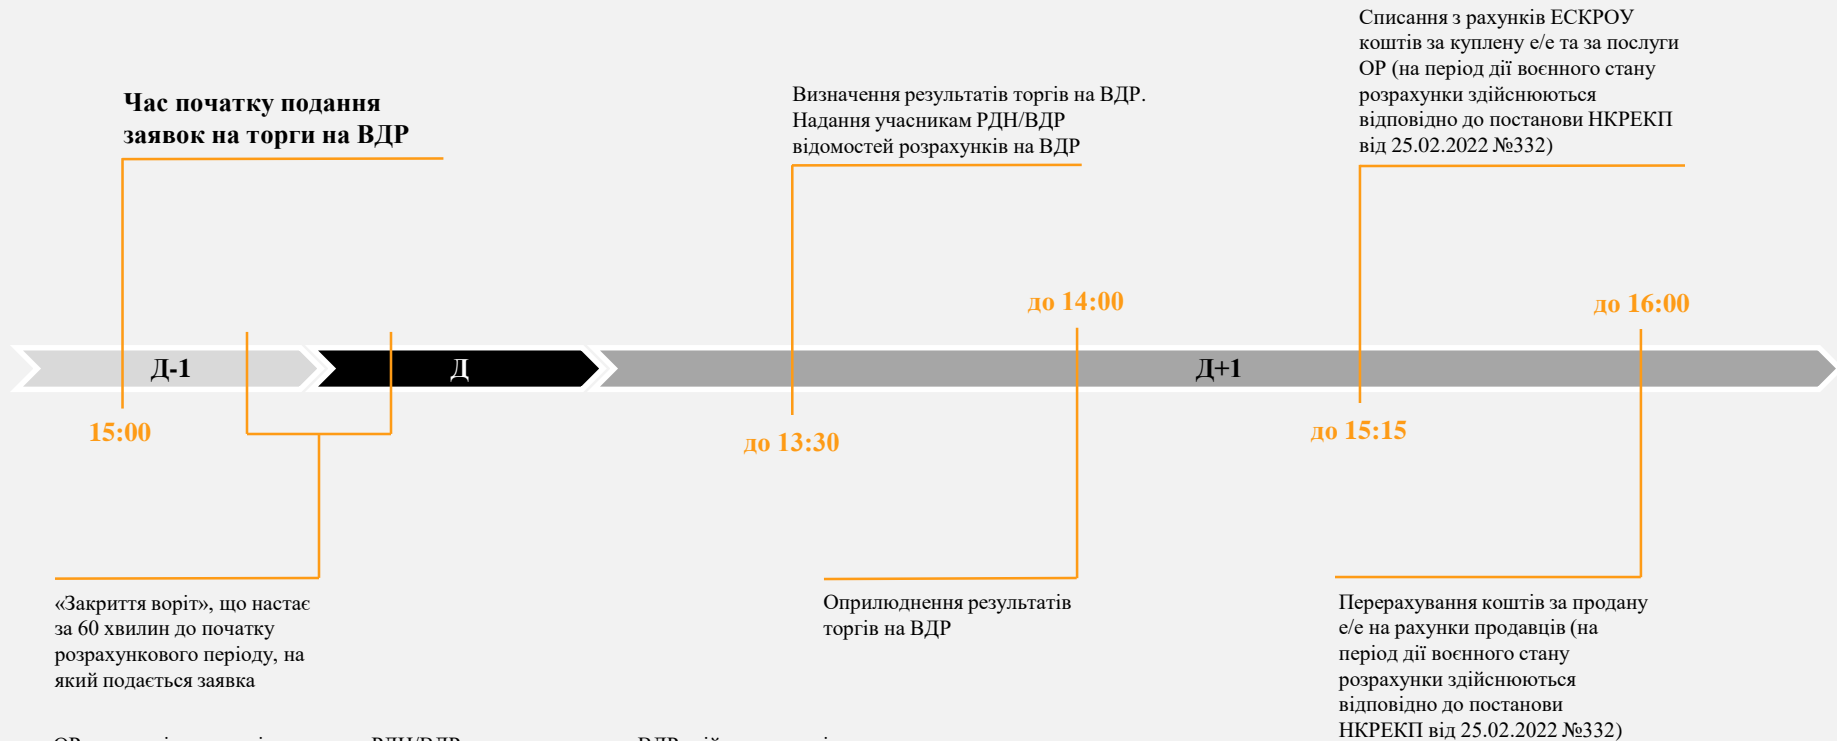 Списання з рахунків ЕСКРОУ
коштів за куплену е/е та за послуги
ОР (на період дії воєнного стану
розрахунки здійснюються
відповідно до постанови НКРЕКП
від 25.02.2022 №332)
Час початку подання
заявок на торги на ВДР
Визначення результатів торгів на ВДР.
Надання учасникам РДН/ВДР
відомостей розрахунків на ВДР
до 14:00
до 16:00
Д-1
Д
Д+1
15:00
до 13:30
до 15:15
«Закриття воріт», що настає
за 60 хвилин до початку
розрахункового періоду, на
який подається заявка
Оприлюднення результатів
торгів на ВДР
Перерахування коштів за продану
е/е на рахунки продавців (на
період дії воєнного стану
розрахунки здійснюються
відповідно до постанови
НКРЕКП від 25.02.2022 №332)